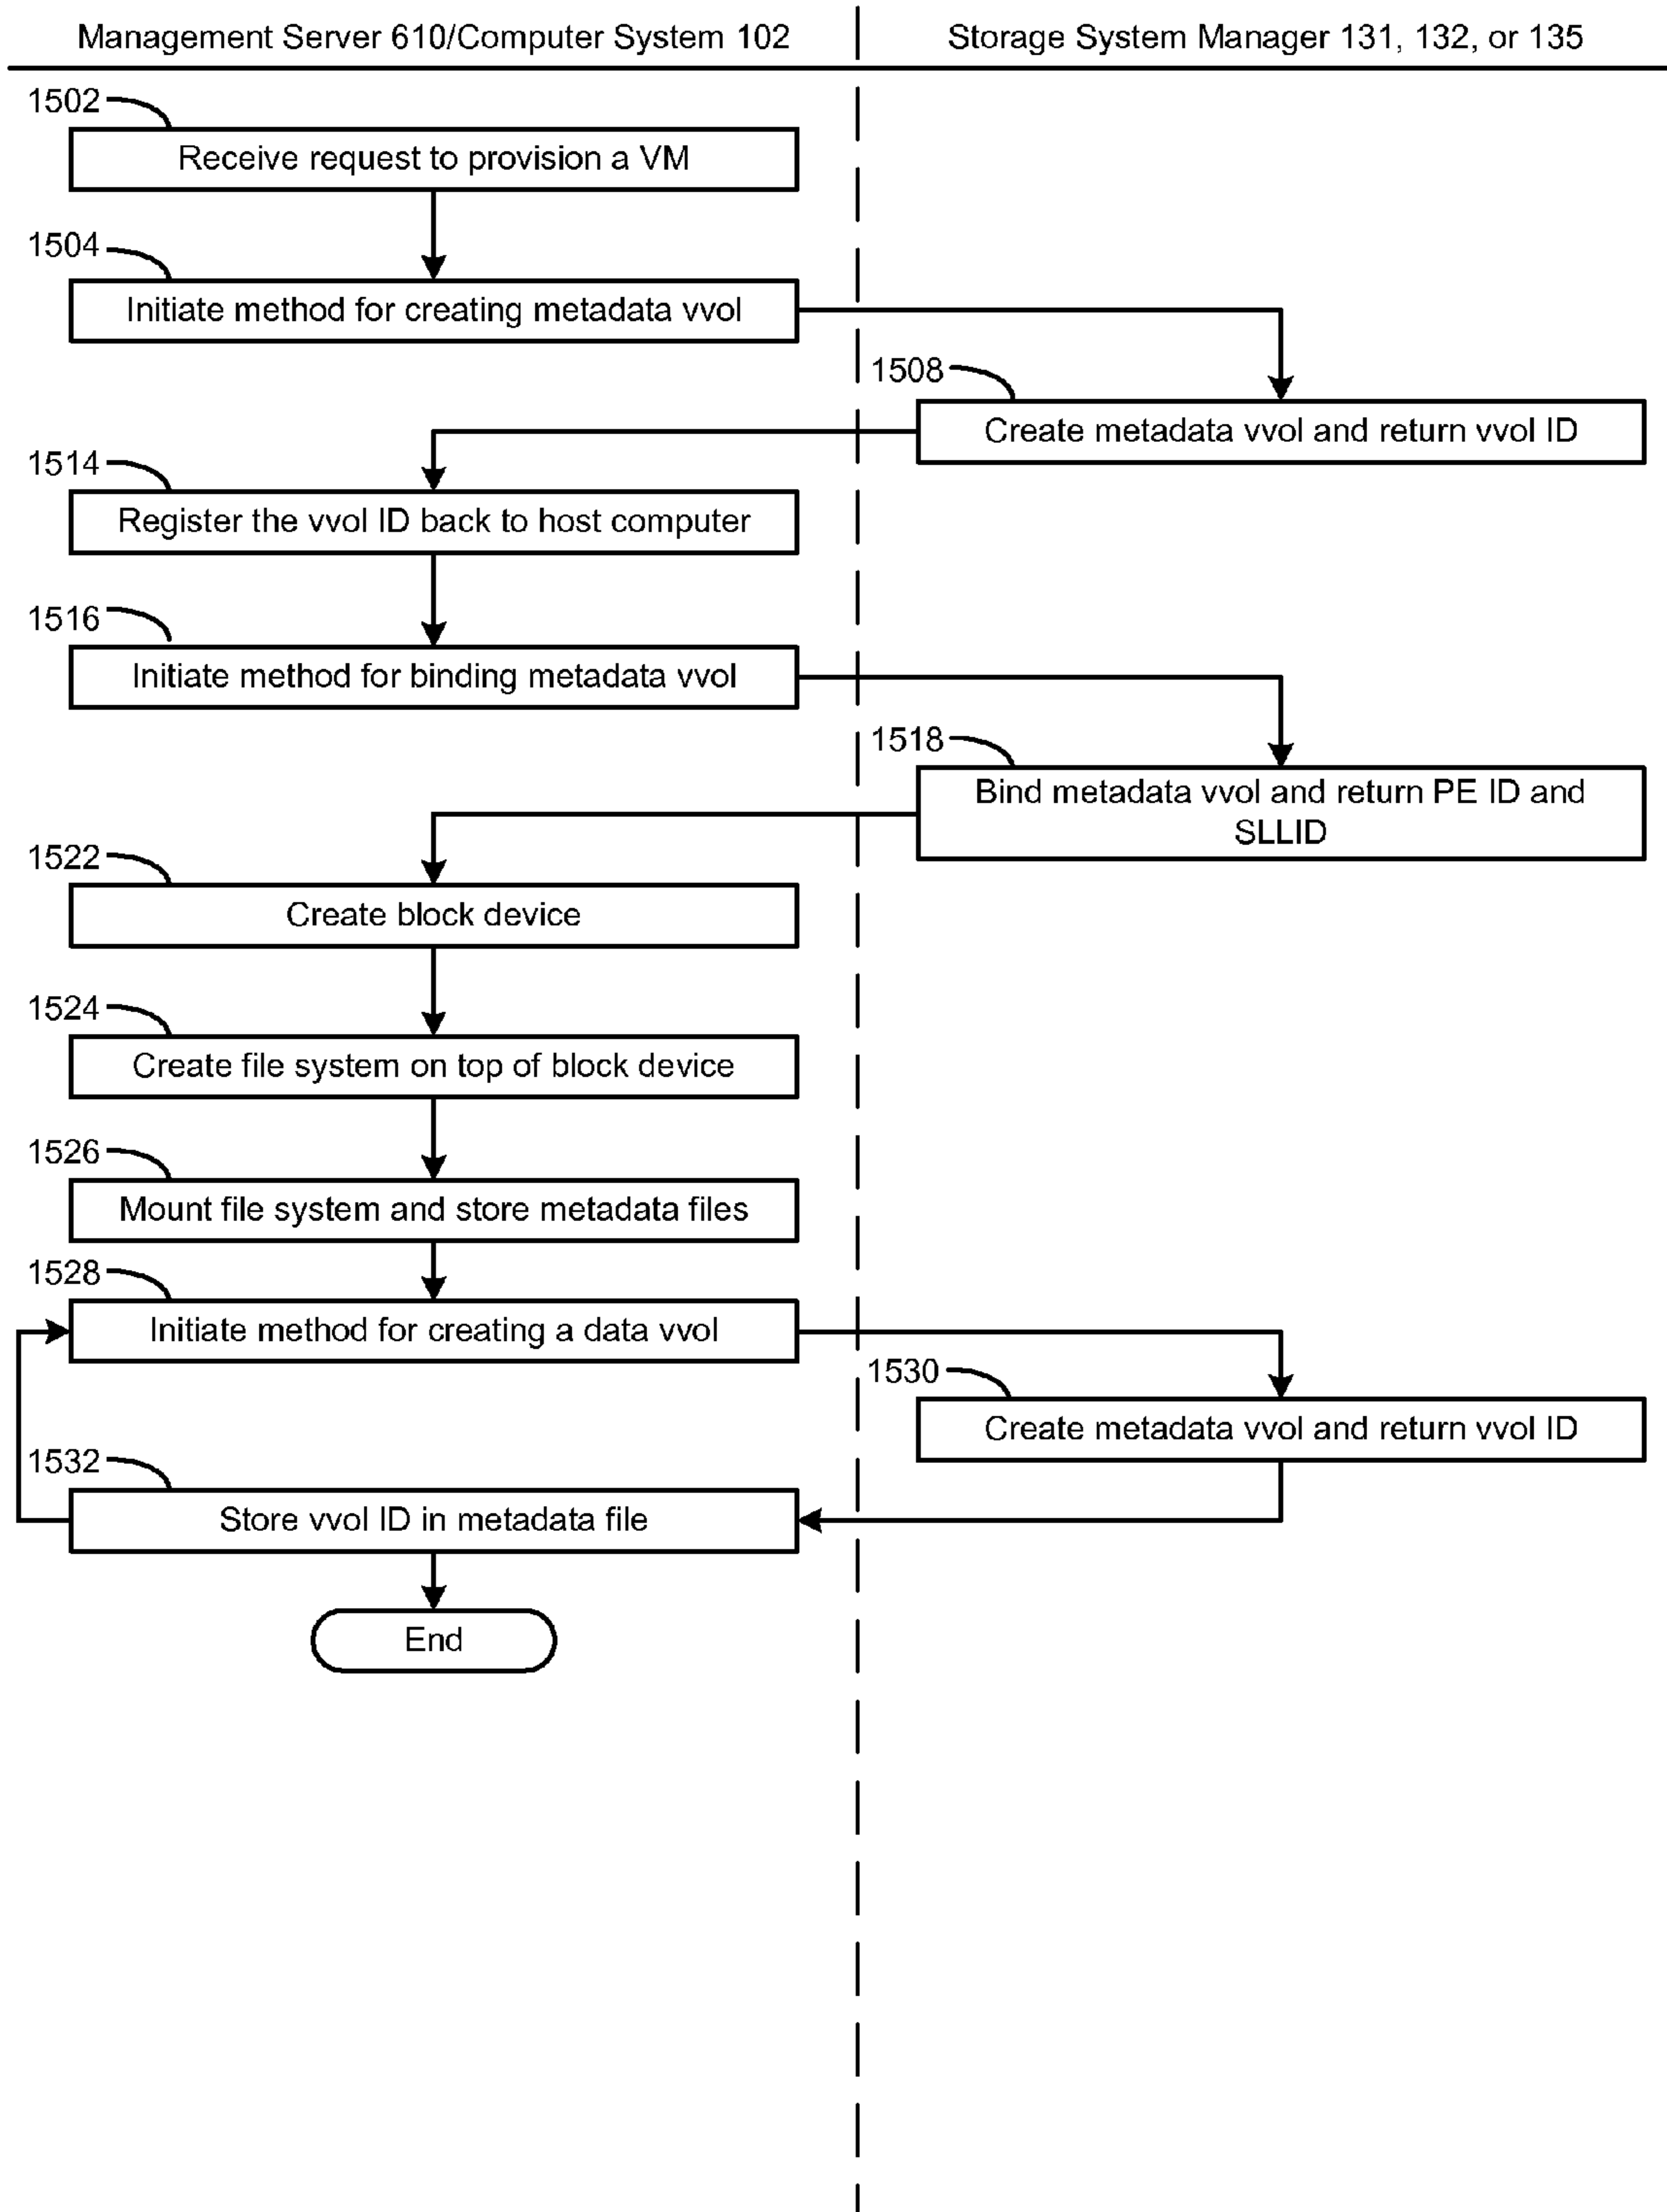 Management Server 610/Computer System 102
Storage System Manager 131, 132, or 135
1502
Receive request to provision a VM
1504
Initiate method for creating metadata vvol
1508
Create metadata vvol and return vvol ID
1514
Register the vvol ID back to host computer
1516
Initiate method for binding metadata vvol
1518
Bind metadata vvol and return PE ID and
SLLID
1522
Create block device
1524
Create file system on top of block device
1526
Mount file system and store metadata files
1528
Initiate method for creating a data vvol
1530
Create metadata vvol and return vvol ID
1532
Store vvol ID in metadata file
End